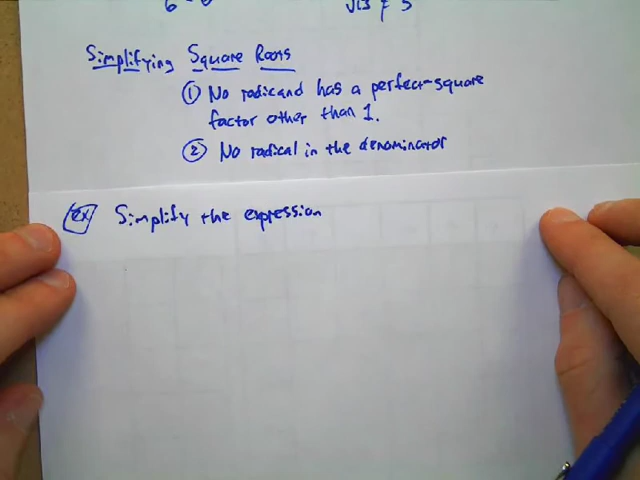 Simplifying Square Roots
① No radicand has a perfect-square
factor other than 1.
② No radical in the denominator
ex Simplify the expression